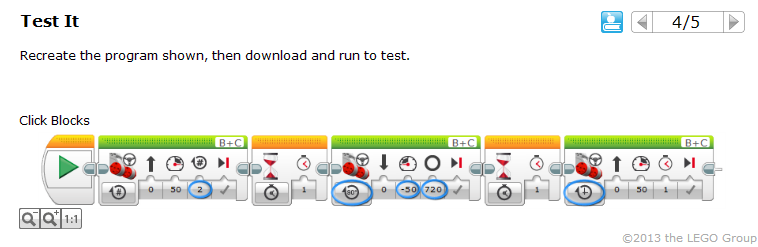 Test It
4/5
Recreate the program shown, then download and run to test.
Click Blocks
B+C B+C B+C
# #
# 0 50 2 1 0 -50 720 1 0 50 1 1
1:1
©2013 the LEGO Group